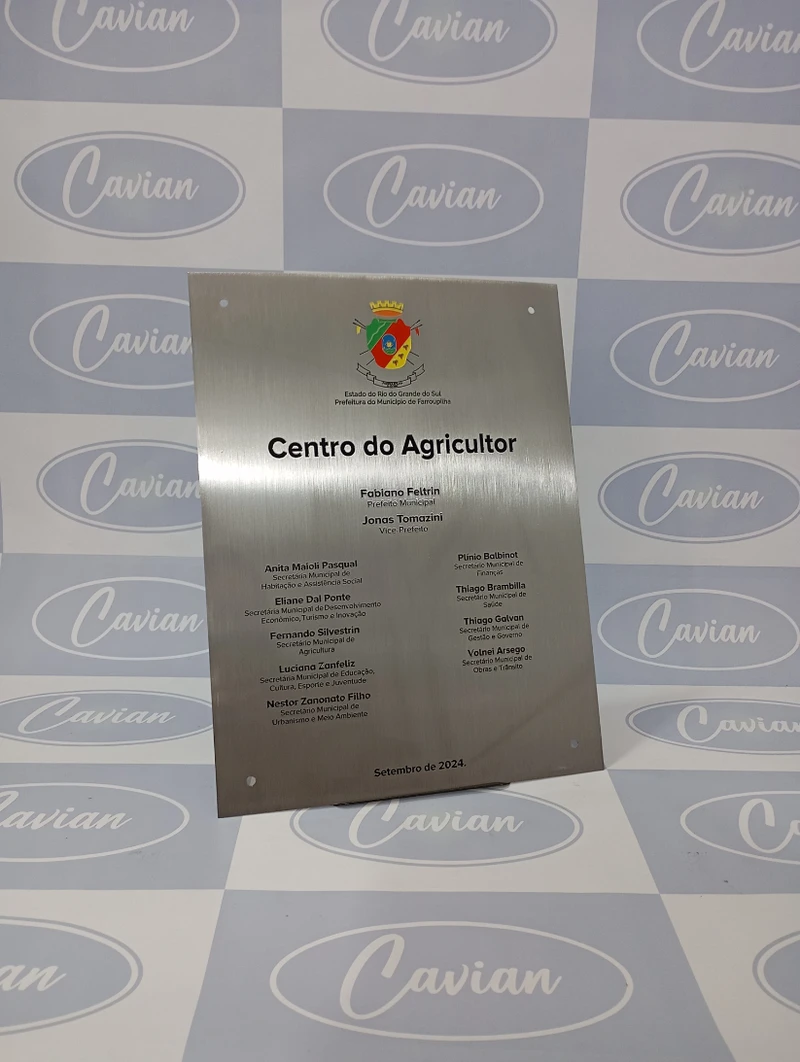 Cavian
Cavian
Cavian
Cavian
Cavian
Cavian
Cavian
Cavian
Estado do Rio Grande do Sul
Prefeitura do Município de Farroupilha
Centro do Agricultor
Fabiano Feltrin
Prefeito Municipal
Jonas Tomazini
Vice-Prefeito
Anita Maioli Pasqual
Secretária Municipal de
Habitação e Assistência Social
Eliane Dal Ponte
Secretária Municipal de Desenvolvimento
Econômico, Turismo e Inovação
Fernando Silvestrin
Secretário Municipal de
Agricultura
Luciana Zanfeliz
Secretária Municipal de Educação,
Cultura, Esporte e Juventude
Nestor Zanonato Filho
Secretário Municipal de
Urbanismo e Meio Ambiente
Plínio Balbinot
Secretário Municipal de
Finanças
Thiago Brambilla
Secretário Municipal de
Saúde
Thiago Galvan
Secretário Municipal de
Gestão e Governo
Volnei Arsego
Secretário Municipal de
Obras e Trânsito
Setembro de 2024.
Cavian
Cavian
Cavian
Cavian
Cavian
Cavian
Cavian
Cavian
Cavian